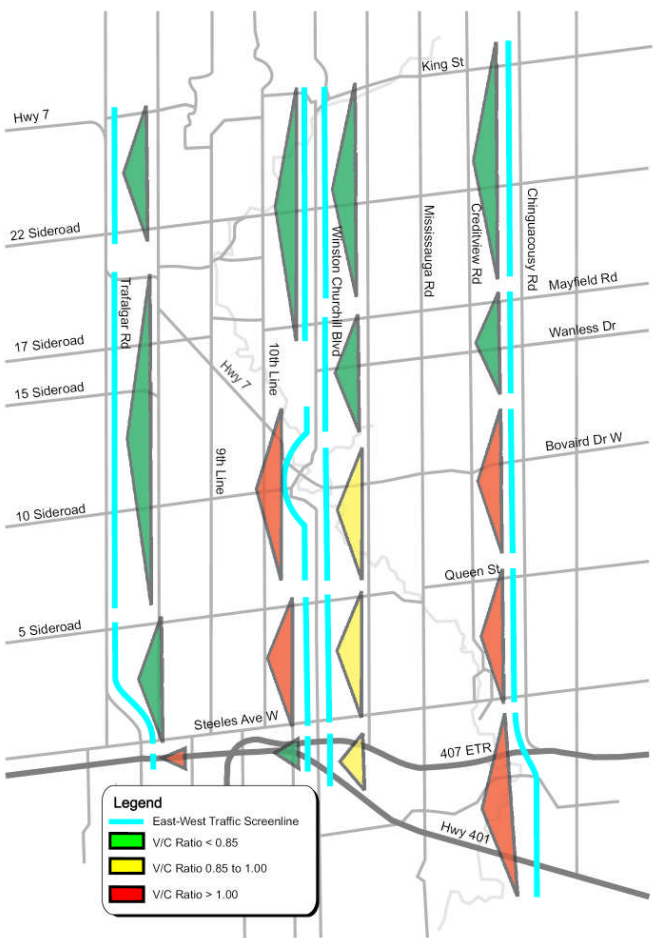 King St
Hwy 7
22 Sideroad
Trafalgar Rd
Winston Churchill Blvd
Mississauga Rd
Creditview Rd
Chinguacousy Rd
Mayfield Rd
17 Sideroad
Wanless Dr
15 Sideroad
Hwy 7
10th Line
9th Line
Bovaird Dr W
10 Sideroad
Queen St
5 Sideroad
Steeles Ave W
407 ETR
Hwy 401
Legend
East-West Traffic Screenline
V/C Ratio < 0.85
V/C Ratio 0.85 to 1.00
V/C Ratio > 1.00